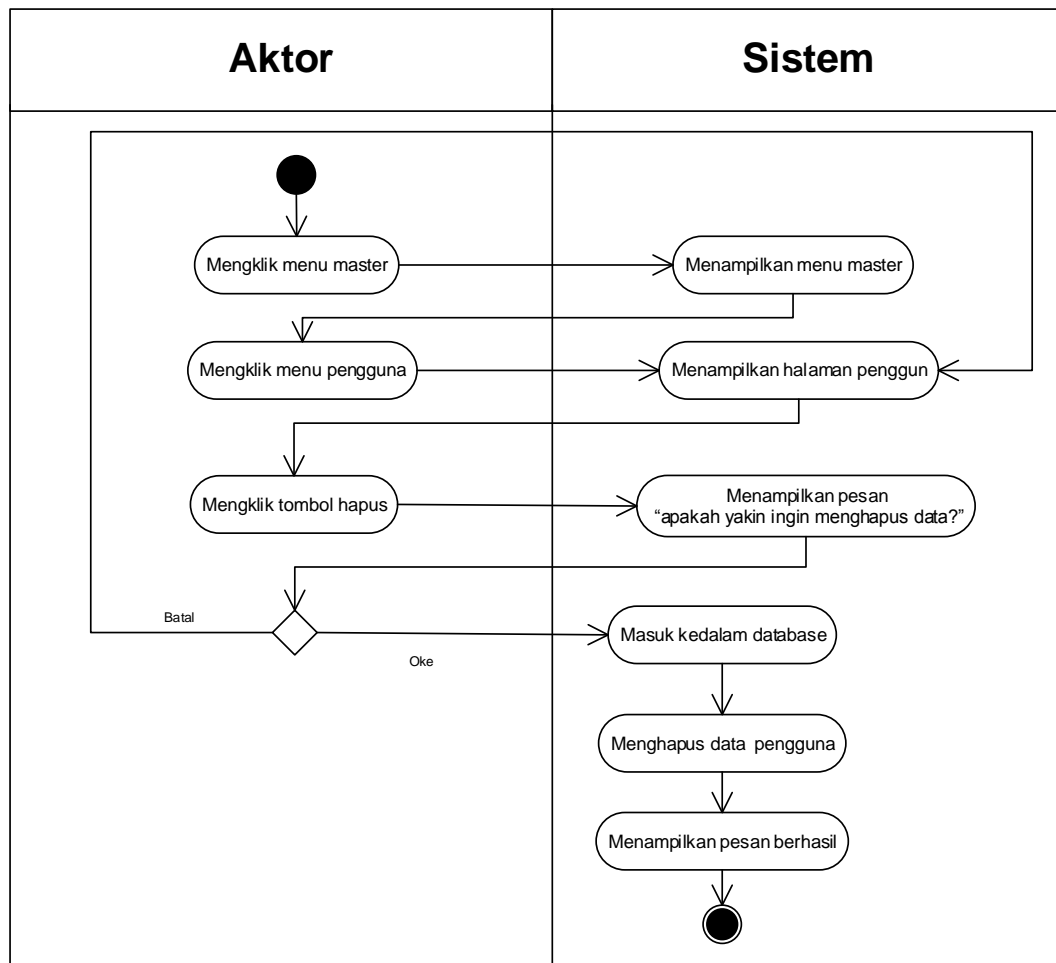 Aktor
Sistem
Mengklik menu master
Menampilkan menu master
Mengklik menu pengguna
Menampilkan halaman penggun
Mengklik tombol hapus
Menampilkan pesan
“apakah yakin ingin menghapus data?”
Batal
Oke
Masuk kedalam database
Menghapus data pengguna
Menampilkan pesan berhasil